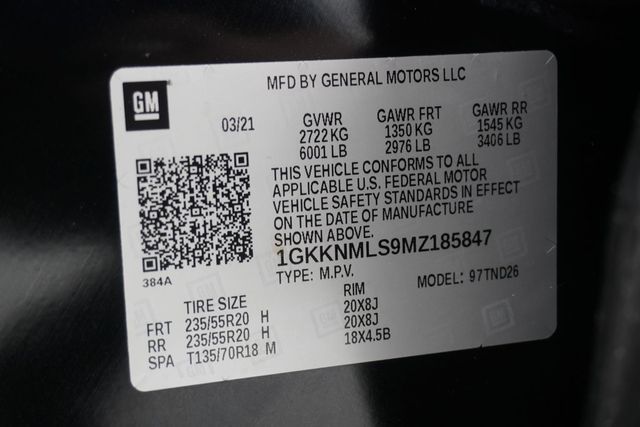 GM
MFD BY GENERAL MOTORS LLC
03/21
GVWR GAWR FRT GAWR RR
2722 KG 1350 KG 1545 KG
6001 LB 2976 LB 3406 LB
THIS VEHICLE CONFORMS TO ALL
APPLICABLE U.S. FEDERAL MOTOR
VEHICLE SAFETY STANDARDS IN EFFECT
ON THE DATE OF MANUFACTURE
SHOWN ABOVE.
1GKKNMLS9MZ185847
384A
TYPE: M.P.V. MODEL: 97TND26
TIRE SIZE RIM
FRT 235/55R20 H 20X8J
RR 235/55R20 H 20X8J
SPA T135/70R18 M 18X4.5B